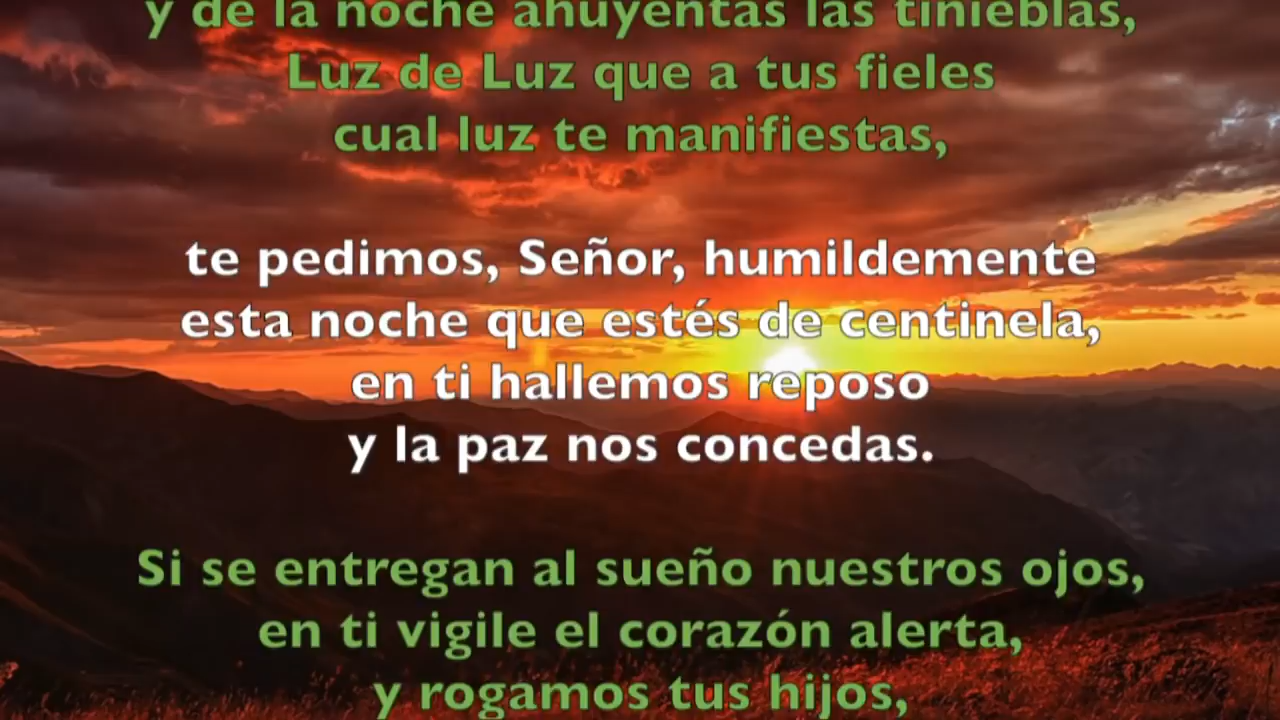 y de la noche ahuyentas las tinieblas,
Luz de Luz que a tus fieles
cual luz te manifiestas,
te pedimos, Señor, humildemente
esta noche que estés de centinela,
en ti hallemos reposo
y la paz nos concedas.
Si se entregan al sueño nuestros ojos,
en ti vigile el corazón alerta,
y rogamos tus hijos,